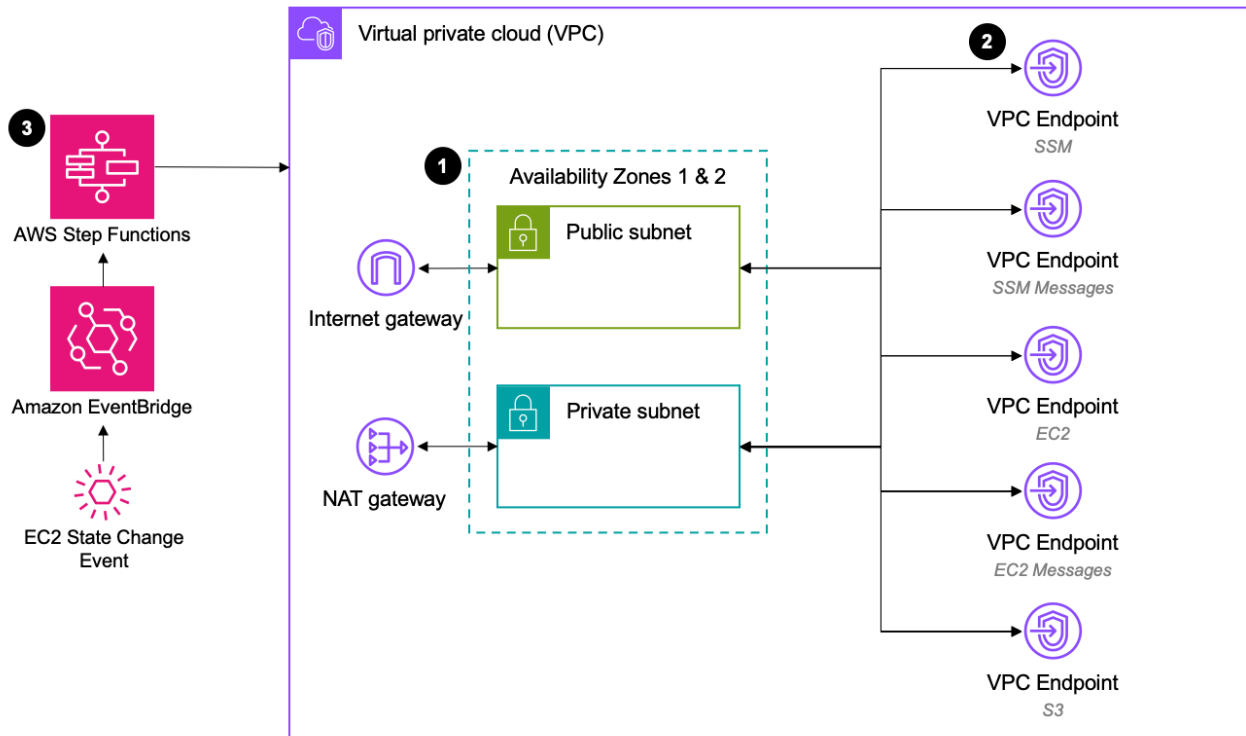 Virtual private cloud (VPC)
2
VPC Endpoint
SSM
3
1
Availability Zones 1 & 2
Public subnet
AWS Step Functions
VPC Endpoint
SSM Messages
Internet gateway
Amazon EventBridge
Private subnet
VPC Endpoint
EC2
NAT gateway
EC2 State Change
Event
VPC Endpoint
EC2 Messages
VPC Endpoint
S3